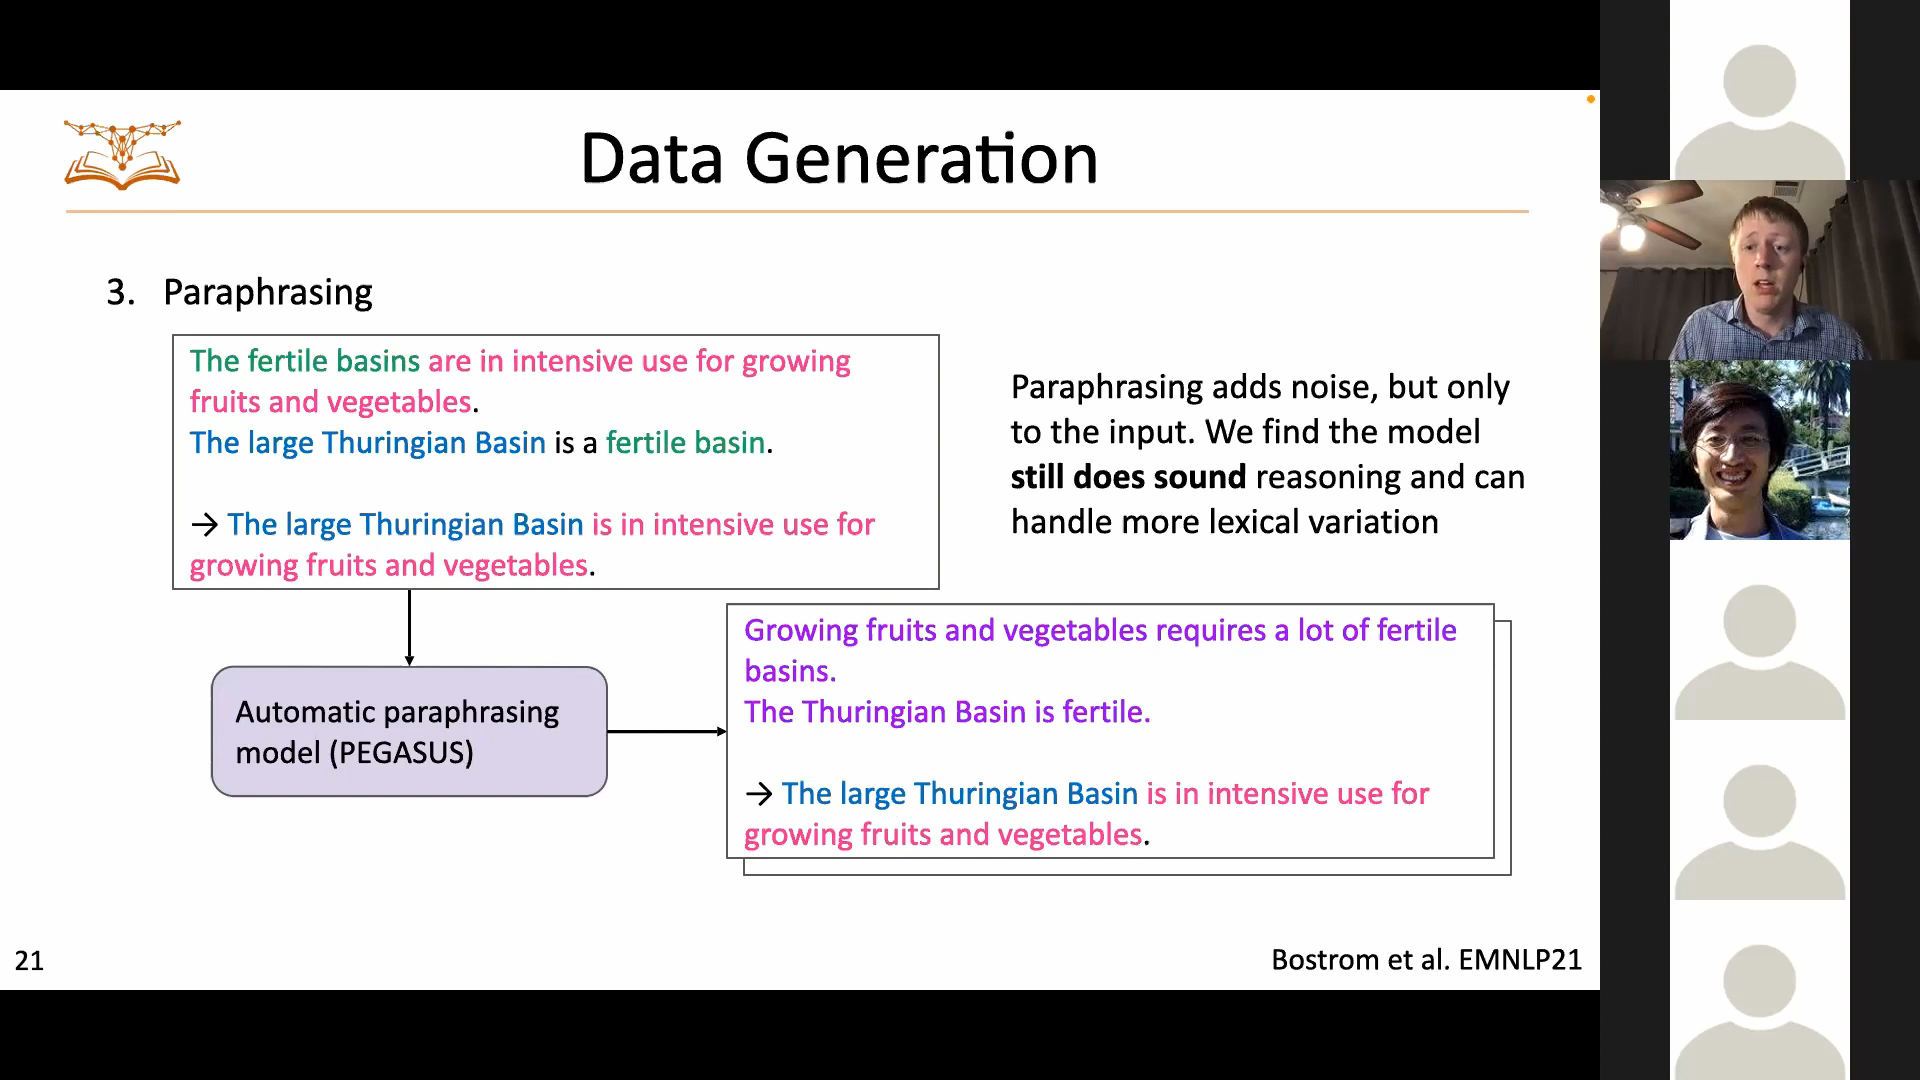 Data Generation
3. Paraphrasing
The fertile basins are in intensive use for growing
fruits and vegetables.
The large Thuringian Basin is a fertile basin.
→ The large Thuringian Basin is in intensive use for
growing fruits and vegetables.
Paraphrasing adds noise, but only
to the input. We find the model
still does sound reasoning and can
handle more lexical variation
Automatic paraphrasing
model (PEGASUS)
Growing fruits and vegetables requires a lot of fertile
basins.
The Thuringian Basin is fertile.
→ The large Thuringian Basin is in intensive use for
growing fruits and vegetables.
21
Bostrom et al. EMNLP21